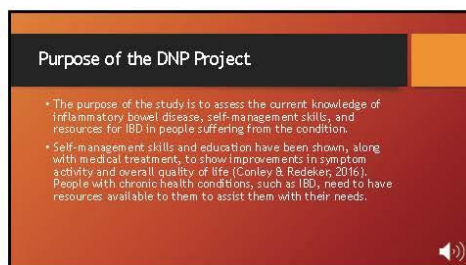 Purpose of the DNP Project
• The purpose of the study is to assess the current knowledge of
inflammatory bowel disease, self-management skills, and
resources for IBD in people suffering from the condition.
• Self-management skills and education have been shown, along
with medical treatment, to show improvements in symptom
activity and overall quality of life (Conley & Redeker, 2016).
People with chronic health conditions, such as IBD, need to have
resources available to them to assist them with their needs.